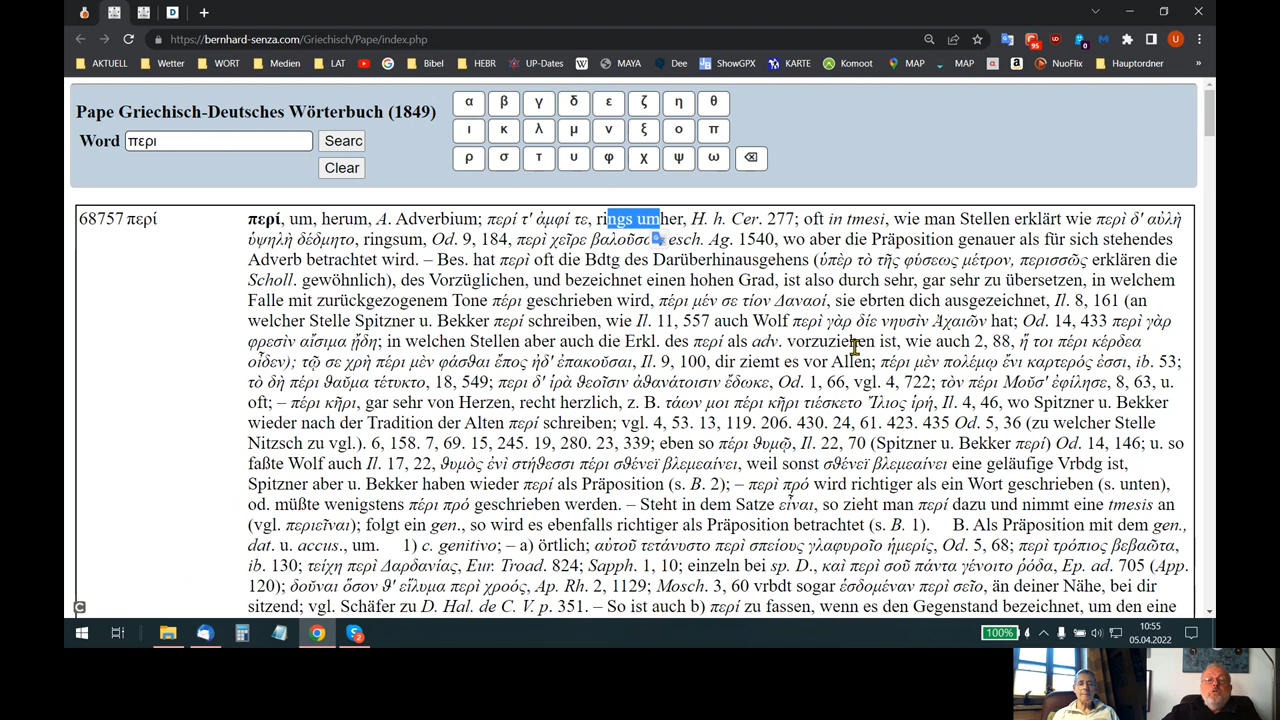 https://bernhard-senza.com/Griechisch/Pape/index.php
95
0
U
AKTUELL Wetter WORT Medien LAT G Bibel HEBR UP-Dates W MAYA Dee ShowGPX KARTE Komoot MAP MAP a a NuoFlix Hauptordner »
Pape Griechisch-Deutsches Wörterbuch (1849)
Word περι Searc
Clear
α β γ δ ε ζ η θ
ι κ λ μ ν ξ ο π
ρ σ τ υ φ χ ψ ω
68757 περί
περί, um, herum, A. Adverbium; περί τ' ἀμφί τε, rings umher, H. h. Cer. 277; oft in tmesi, wie man Stellen erklärt wie περὶ δ' αὐλὴ
ὑψηλὴ δέδμητο, ringsum, Od. 9, 184, περὶ χεῖρε βαλοῦσα esch. Ag. 1540, wo aber die Präposition genauer als für sich stehendes
Adverb betrachtet wird. – Bes. hat περὶ oft die Bdtg des Darüberhinausgehens (ὑπὲρ τὸ τῆς φύσεως μέτρον, περισσῶς erklären die
Scholl. gewöhnlich), des Vorzüglichen, und bezeichnet einen hohen Grad, ist also durch sehr, gar sehr zu übersetzen, in welchem
Falle mit zurückgezogenem Tone πέρι geschrieben wird, πέρι μέν σε τίον Δαναοί, sie ebrten dich ausgezeichnet, Il. 8, 161 (an
welcher Stelle Spitzner u. Bekker περί schreiben, wie Il. 11, 557 auch Wolf περὶ γὰρ δίε νηυσὶν Ἀχαιῶν hat; Od. 14, 433 περὶ γὰρ
φρεσὶν αἴσιμα ᾔδη; in welchen Stellen aber auch die Erkl. des περί als adv. vorzuziehen ist, wie auch 2, 88, ἥ τοι πέρι κέρδεα
οἶδεν); τῷ σε χρὴ πέρι μὲν φάσθαι ἔπος ἠδ' ἐπακοῦσαι, Il. 9, 100, dir ziemt es vor Allen; πέρι μὲν πολέμῳ ἔνι καρτερός ἐσσι, ib. 53;
τὸ δὴ πέρι θαῦμα τέτυκτο, 18, 549; περι δ' ἱρὰ θεοῖσιν ἀθανάτοισιν ἔδωκε, Od. 1, 66, vgl. 4, 722; τὸν πέρι Μοῦσ' ἐφίλησε, 8, 63, u.
oft; – πέρι κῆρι, gar sehr von Herzen, recht herzlich, z. B. τάων μοι πέρι κῆρι τιέσκετο Ἴλιος ἱρή, Il. 4, 46, wo Spitzner u. Bekker
wieder nach der Tradition der Alten περί schreiben; vgl. 4, 53. 13, 119. 206. 430. 24, 61. 423. 435 Od. 5, 36 (zu welcher Stelle
Nitzsch zu vgl.). 6, 158. 7, 69. 15, 245. 19, 280. 23, 339; eben so πέρι θυμῷ, Il. 22, 70 (Spitzner u. Bekker περί) Od. 14, 146; u. so
faßte Wolf auch Il. 17, 22, θυμὸς ἐνὶ στήθεσσι πέρι σθένεϊ βλεμεαίνει, weil sonst σθένεϊ βλεμεαίνει eine geläufige Vrbdg ist,
Spitzner aber u. Bekker haben wieder περί als Präposition (s. B. 2); – περὶ πρό wird richtiger als ein Wort geschrieben (s. unten),
od. müßte wenigstens πέρι πρό geschrieben werden. – Steht in dem Satze εἶναι, so zieht man περί dazu und nimmt eine tmesis an
(vgl. περιεῖναι); folgt ein gen., so wird es ebenfalls richtiger als Präposition betrachtet (s. B. 1). B. Als Präposition mit dem gen.,
dat. u. accus., um. 1) c. genitivo; – a) örtlich; αὐτοῦ τετάνυστο περὶ σπείους γλαφυροῖο ἡμερίς, Od. 5, 68; περὶ τρόπιος βεβαῶτα,
ib. 130; τείχη περὶ Δαρδανίας, Eur. Troad. 824; Sapph. 1, 10; einzeln bei sp. D., καὶ περὶ σοῦ πάντα γένοιτο ῥόδα, Ep. ad. 705 (App.
120); δοῦναι ὅσον θ' εἴλυμα περὶ χροός, Ap. Rh. 2, 1129; Mosch. 3, 60 vrbdt sogar ἑσδομέναν περὶ σεῖο, än deiner Nähe, bei dir
sitzend; vgl. Schäfer zu D. Hal. de C. V. p. 351. – So ist auch b) περί zu fassen, wenn es den Gegenstand bezeichnet, um den eine
100%
10:55
05.04.2022